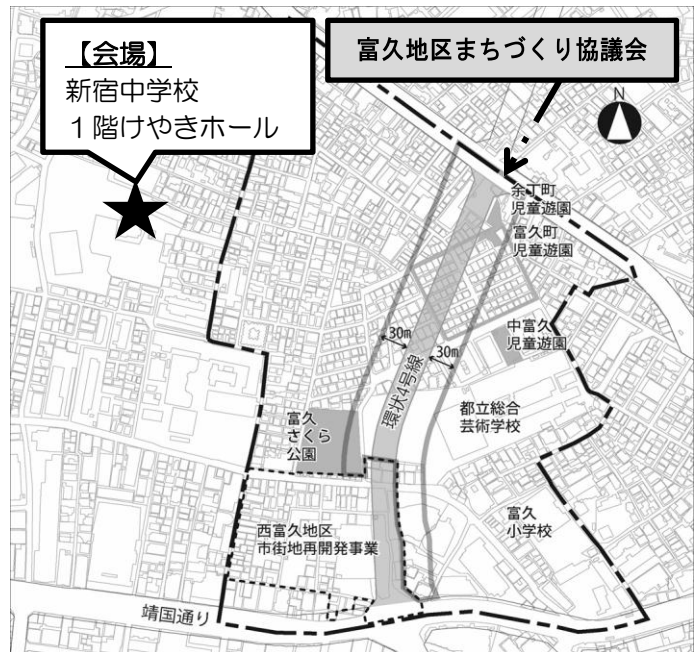 【会場】
新宿中学校
1階けやきホール
富久地区まちづくり協議会
N
余丁町
児童遊園
富久町
児童遊園
中富久
児童遊園
30m
30m
環状4号線
都立総合
芸術学校
富久
さくら
公園
西富久地区
市街地再開発事業
富久
小学校
靖国通り